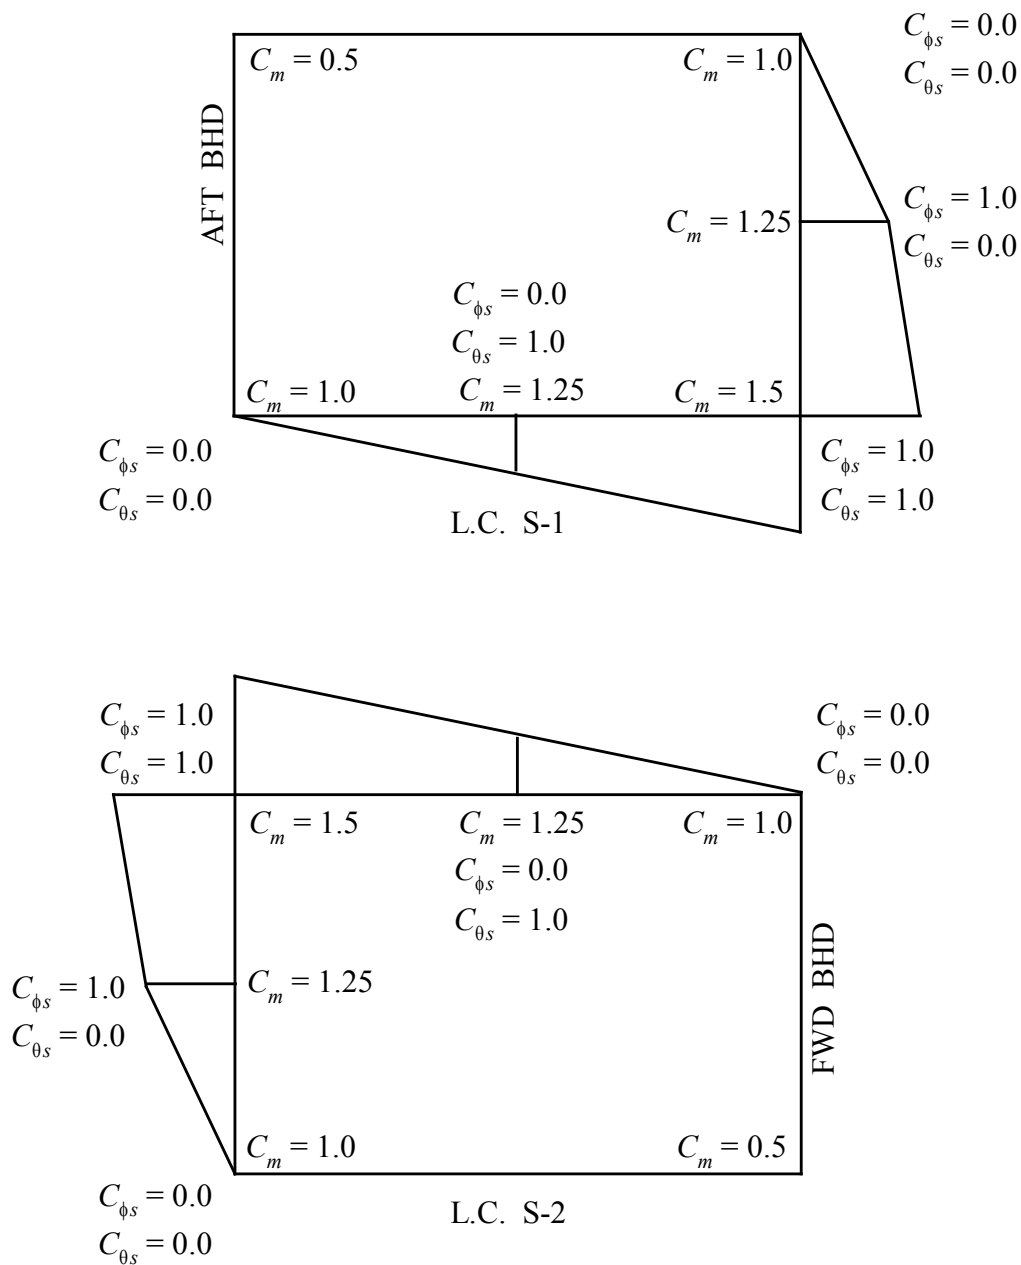 C_ϕs = 0.0
C_m = 0.5
C_m = 1.0
C_θs = 0.0
AFT BHD
C_ϕs = 1.0
C_m = 1.25
C_θs = 0.0
C_ϕs = 0.0
C_θs = 1.0
C_m = 1.0
C_m = 1.25
C_m = 1.5
C_ϕs = 0.0
C_ϕs = 1.0
C_θs = 0.0
C_θs = 1.0
L.C. S-1
C_ϕs = 1.0
C_ϕs = 0.0
C_θs = 1.0
C_θs = 0.0
C_m = 1.5
C_m = 1.25
C_m = 1.0
C_ϕs = 0.0
C_θs = 1.0
C_ϕs = 1.0
C_m = 1.25
C_θs = 0.0
FWD BHD
C_m = 1.0
C_m = 0.5
C_ϕs = 0.0
C_θs = 0.0
L.C. S-2